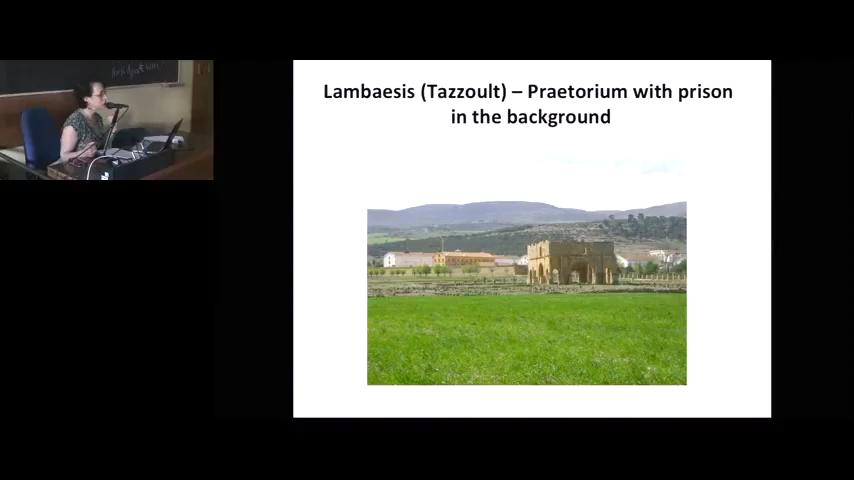 Lambaesis (Tazzoult) – Praetorium with prison
in the background